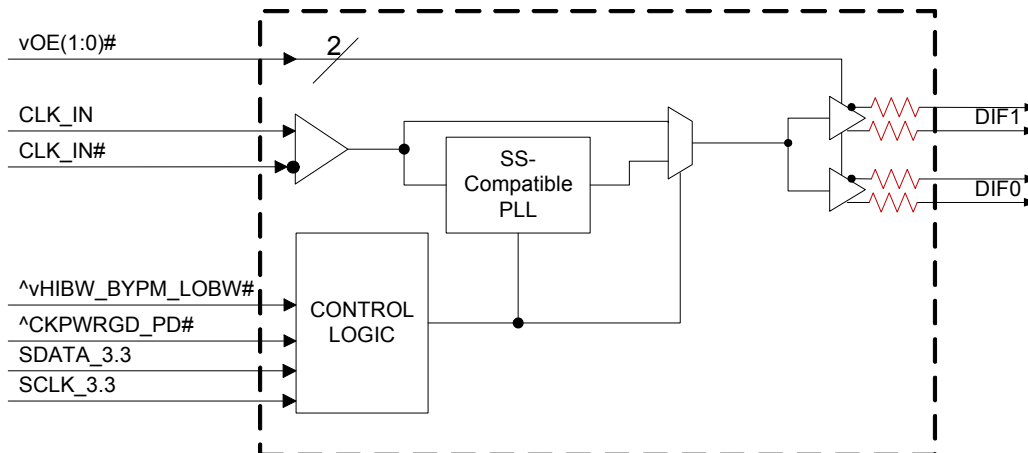 vOE(1:0)#
2
CLK_IN
CLK_IN#
SS-
Compatible
PLL
DIF1
DIF0
^vHIBW_BYPM_LOBW#
^CKPWRGD_PD#
SDATA_3.3
SCLK_3.3
CONTROL
LOGIC